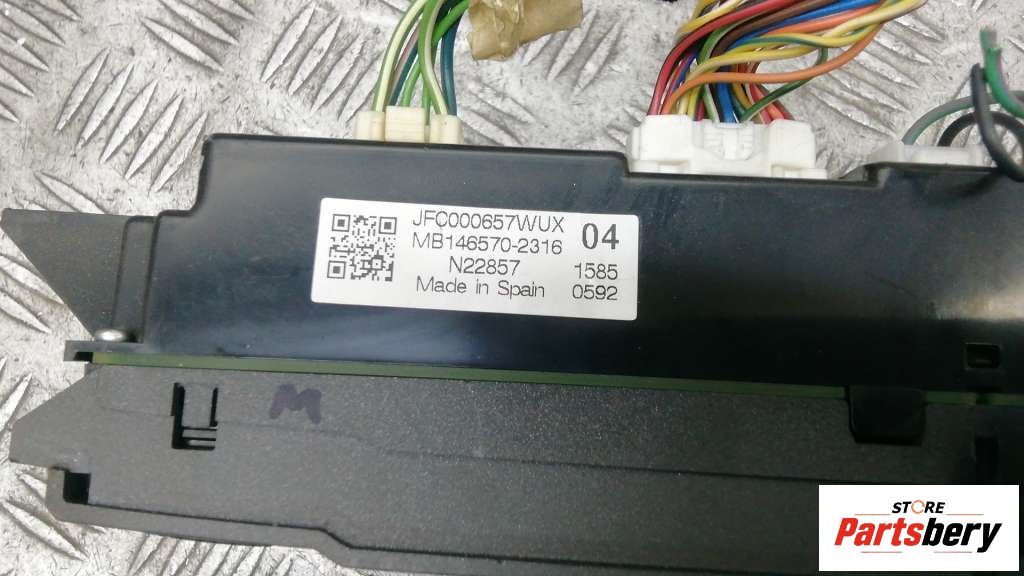 JFC000657WUX
MB146570-2316 04
N22857 1585
Made in Spain 0592
M
STORE
Partsbery